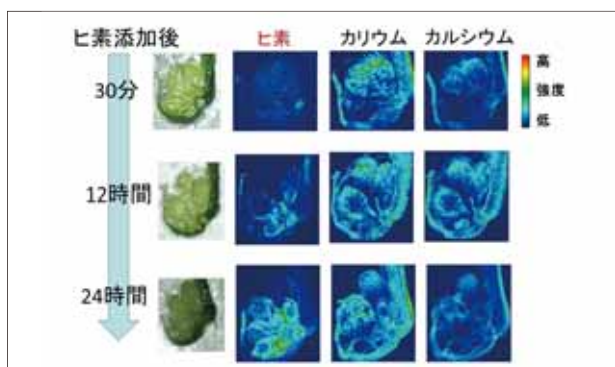 ヒ素添加後
ヒ素 カリウム カルシウム
高
強度
低
30分
12時間
24時間